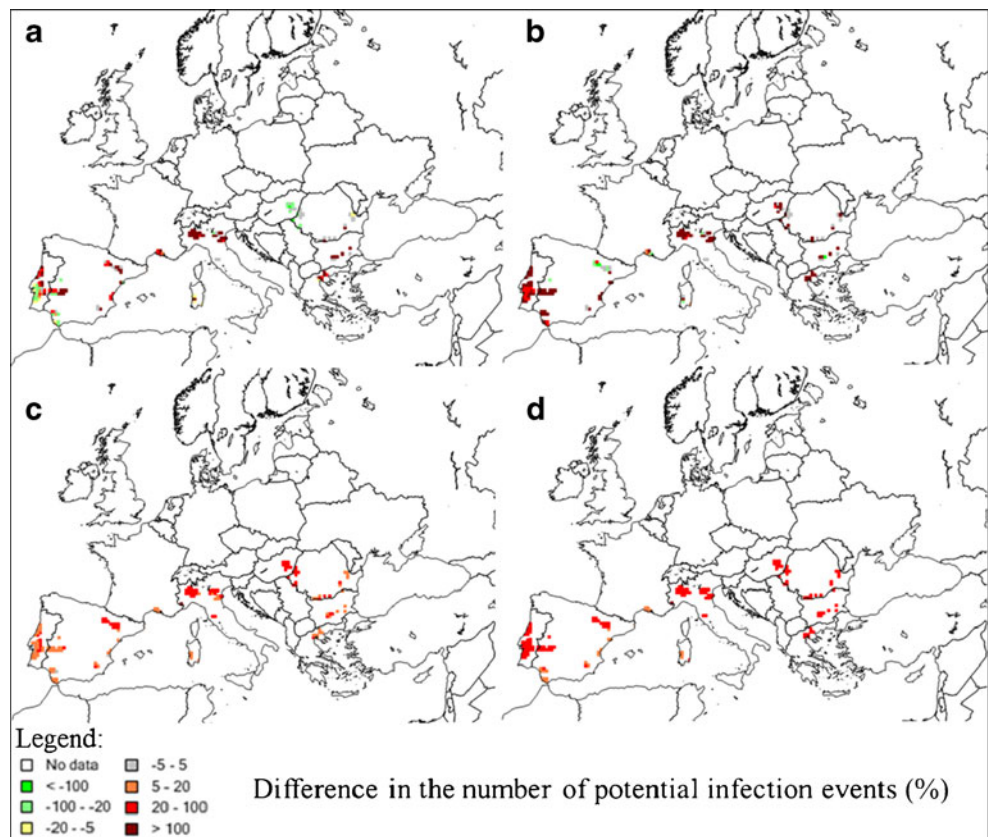 a
b
c
d
Legend:
No data
< -100
-100 - -20
-20 - -5
-5 - 5
5 - 20
20 - 100
> 100
Difference in the number of potential infection events (%)